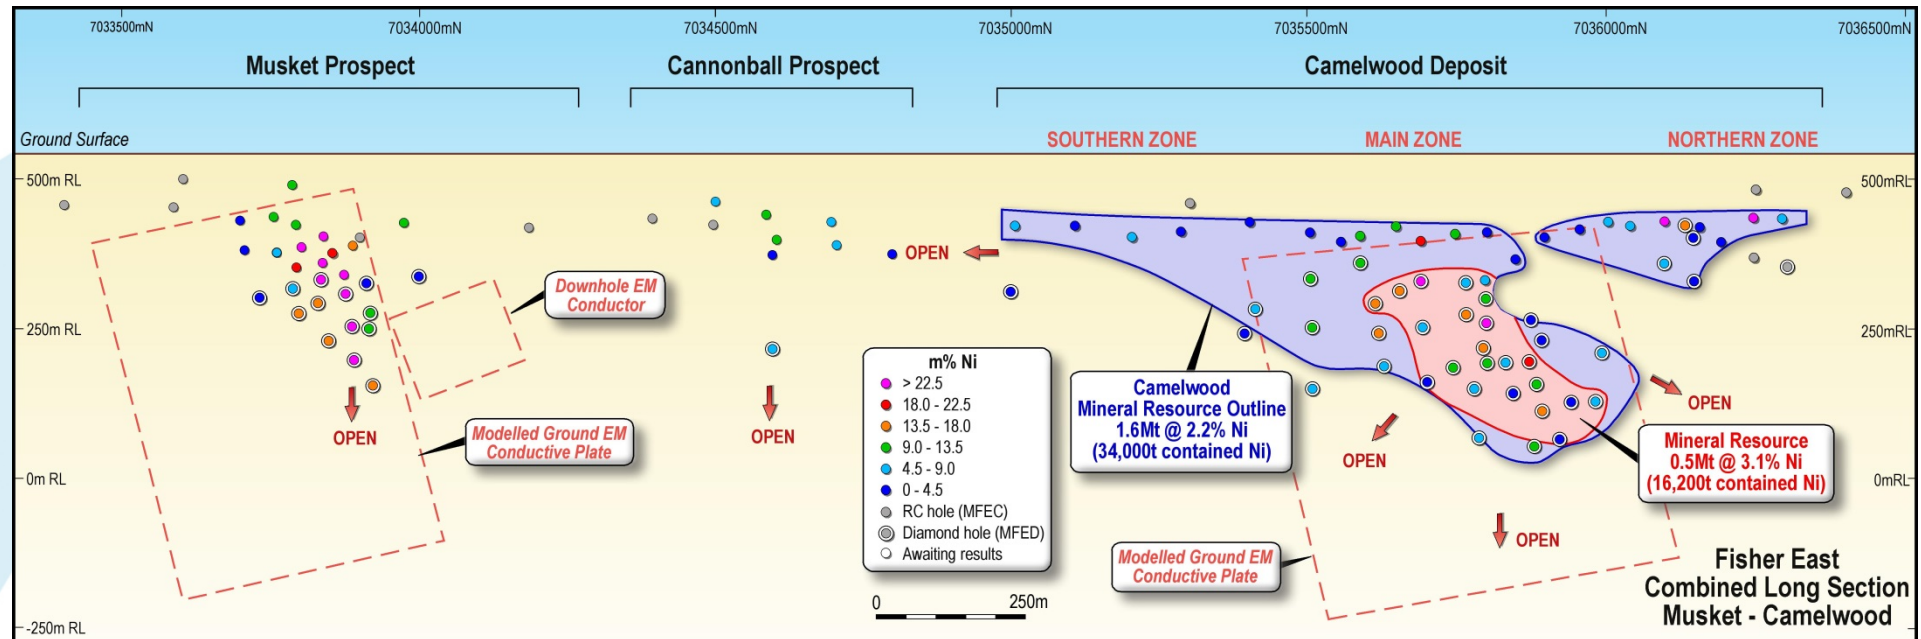 7033500mN
7034000mN
7034500mN
7035000mN
7035500mN
7036000mN
7036500mN
Musket Prospect
Cannonball Prospect
Camelwood Deposit
Ground Surface
SOUTHERN ZONE
MAIN ZONE
NORTHERN ZONE
500m RL
500mRL
OPEN
Downhole EM
Conductor
250m RL
250mRL
m% Ni
> 22.5
18.0 - 22.5
13.5 - 18.0
9.0 - 13.5
4.5 - 9.0
0 - 4.5
RC hole (MFEC)
Diamond hole (MFED)
Awaiting results
Camelwood
Mineral Resource Outline
1.6Mt @ 2.2% Ni
(34,000t contained Ni)
OPEN
OPEN
OPEN
OPEN
Modelled Ground EM
Conductive Plate
Mineral Resource
0.5Mt @ 3.1% Ni
(16,200t contained Ni)
0m RL
0mRL
OPEN
Modelled Ground EM
Conductive Plate
0
250m
Fisher East
Combined Long Section
Musket - Camelwood
-250m RL